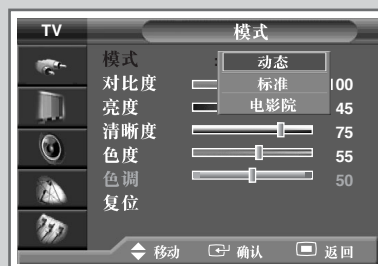 TV 模式
模式 : 动态
对比度 标准 100
亮度 电影院 45
清晰度 75
色度 55
色调 50
复位
移动 确认 返回